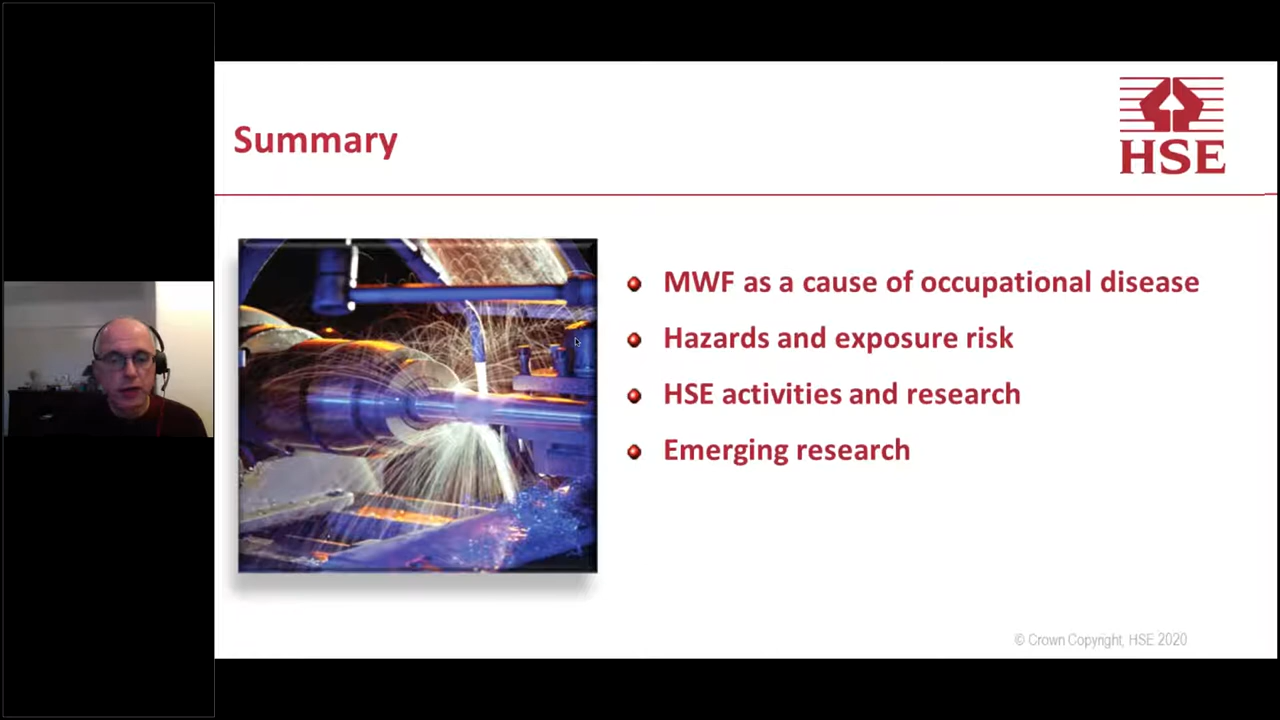 Summary
HSE
MWF as a cause of occupational disease
Hazards and exposure risk
HSE activities and research
Emerging research
© Crown Copyright, HSE 2020